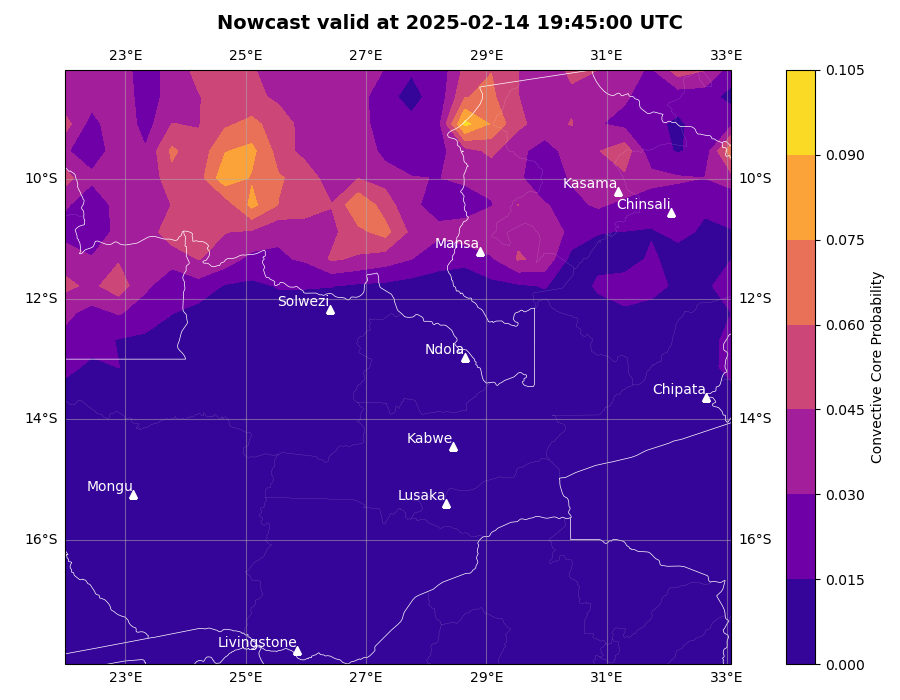 Nowcast valid at 2025-02-14 19:45:00 UTC
23°E 25°E 27°E 29°E 31°E 33°E
0.105
0.090
10°S Kasama 10°S
Chinsali
0.075
Mansa
12°S Solwezi 12°S
0.060
Ndola
Chipata
0.045
14°S 14°S
Kabwe
Mongu Lusaka
0.030
16°S 16°S
0.015
Livingstone
0.000
23°E 25°E 27°E 29°E 31°E 33°E
Convective Core Probability